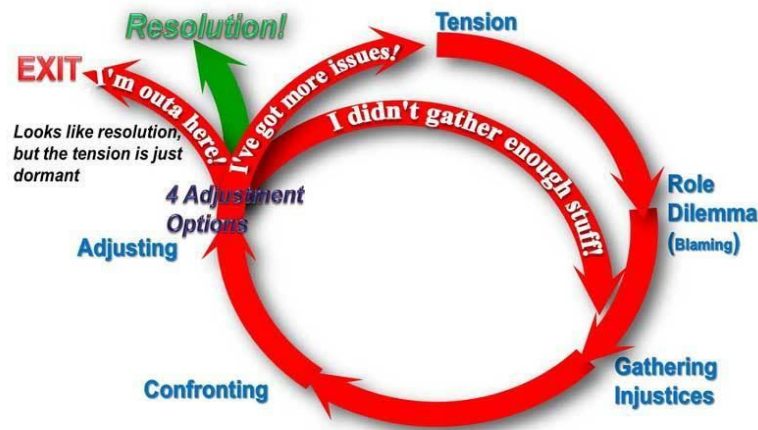 Resolution!
Tension
EXIT
'm outa here!
I've got more issues!
I didn't gather enough stuff!
Looks like resolution,
but the tension is just
dormant
4 Adjustment
Options
Role
Dilemma
(Blaming)
Adjusting
Gathering
Injustices
Confronting